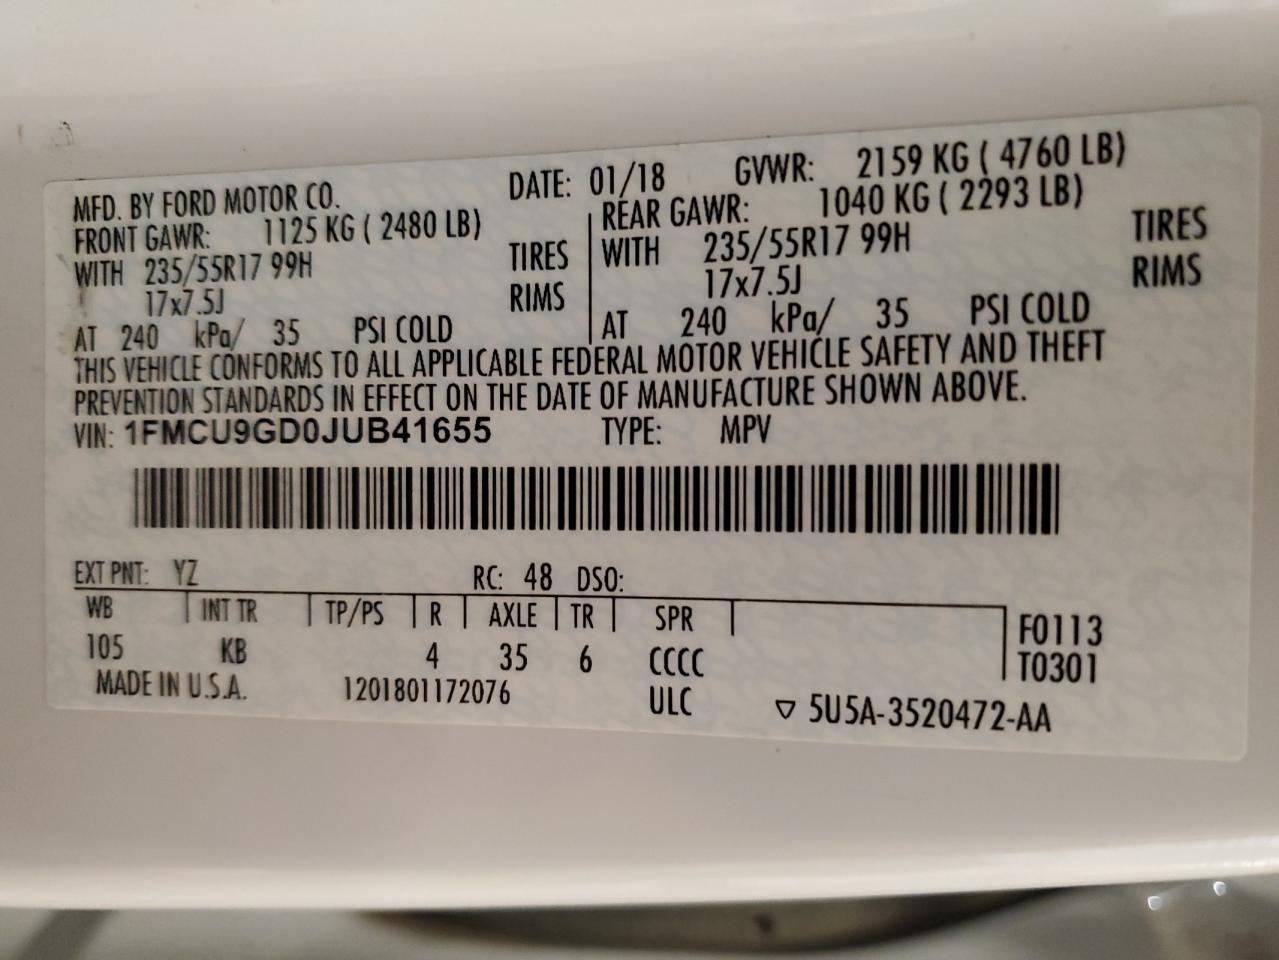 MFD. BY FORD MOTOR CO. DATE: 01/18 GVWR: 2159 KG ( 4760 LB)
FRONT GAWR: 1125 KG ( 2480 LB) REAR GAWR: 1040 KG ( 2293 LB)
WITH 235/55R17 99H TIRES WITH 235/55R17 99H TIRES
17x7.5J RIMS 17x7.5J RIMS
AT 240 kPa/ 35 PSI COLD AT 240 kPa/ 35 PSI COLD
THIS VEHICLE CONFORMS TO ALL APPLICABLE FEDERAL MOTOR VEHICLE SAFETY AND THEFT
PREVENTION STANDARDS IN EFFECT ON THE DATE OF MANUFACTURE SHOWN ABOVE.
VIN: 1FMCU9GD0JUB41655 TYPE: MPV
EXT PNT: YZ RC: 48 DSO:
WB INT TR TP/PS R AXLE TR SPR F0113
105 KB 4 35 6 CCCC T0301
MADE IN U.S.A. 1201801172076 ULC ▽ 5U5A-3520472-AA